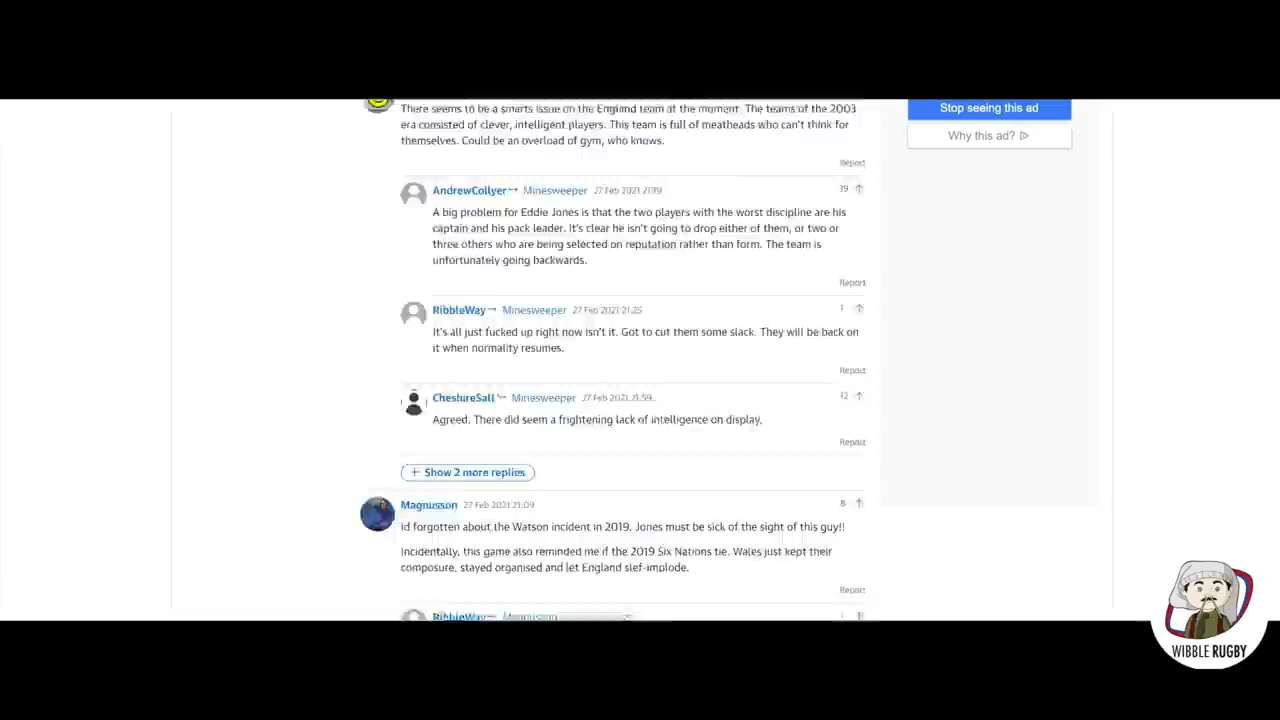 There seems to be a smarts issue on the England team at the moment. The teams of the 2003
era consisted of clever, intelligent players. This team is full of meatheads who can't think for
themselves. Could be an overload of gym, who knows.
Report
Stop seeing this ad
Why this ad?
AndrewCollyer Minesweeper 27 Feb 2021 21:19 39
A big problem for Eddie Jones is that the two players with the worst discipline are his
captain and his pack leader. It's clear he isn't going to drop either of them, or two or
three others who are being selected on reputation rather than form. The team is
unfortunately going backwards.
Report
RibbleWay Minesweeper 27 Feb 2021 21:25 1
It's all just fucked up right now isn't it. Got to cut them some slack. They will be back on
it when normality resumes.
Report
CheshireSall Minesweeper 27 Feb 2021 21:59 12
Agreed. There did seem a frightening lack of intelligence on display.
Report
+ Show 2 more replies
Magnusson 27 Feb 2021 21:09 8
Id forgotten about the Watson incident in 2019. Jones must be sick of the sight of this guy!!
Incidentally, this game also reminded me if the 2019 Six Nations tie. Wales just kept their
composure, stayed organised and let England slef-implode.
Report
RibbleWay Magnusson
WIBBLE RUGBY